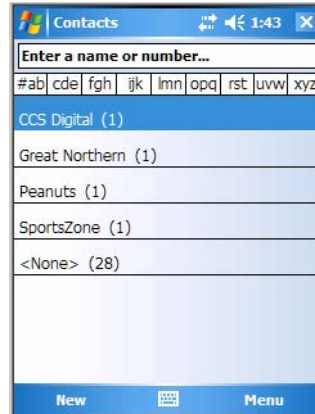 Contacts 1:43
Enter a name or number...
#ab cde fgh ijk lmn opq rst uvw xyz
CCS Digital (1)
Great Northern (1)
Peanuts (1)
SportsZone (1)
<None> (28)
New Menu